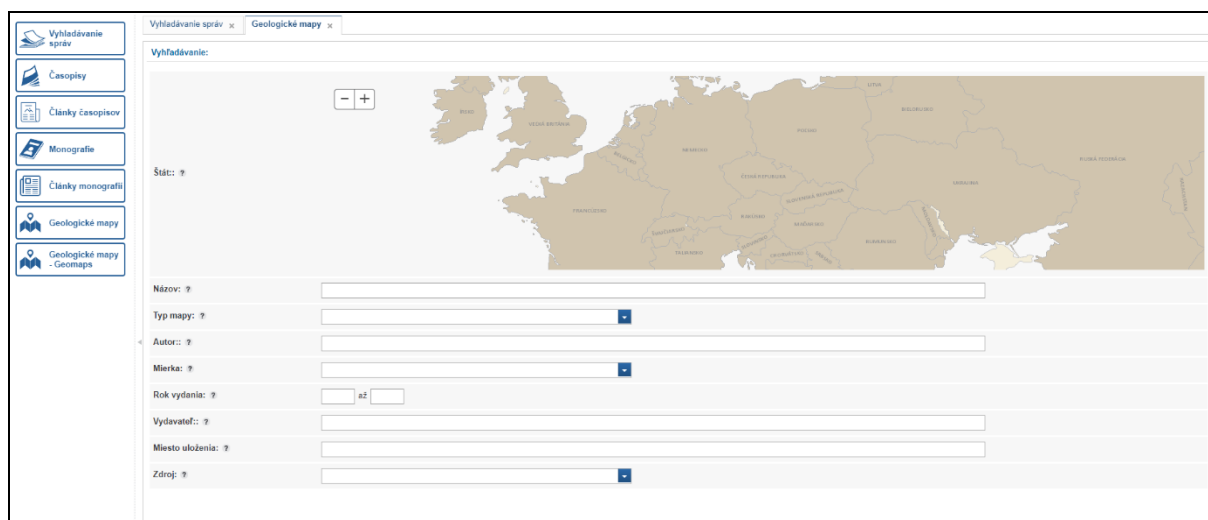 Vyhladávanie
správ
Časopisy
Články časopisov
Monografie
Články monografií
Geologické mapy
Geologické mapy
- Geomaps
Vyhladávanie správ x Geologické mapy x
Vyhľadávanie:
Štát:: ?
− +
ÍRSKO
VEĽKÁ BRITÁNIA
LITVA
BIELORUSKO
POĽSKO
NEMECKO
RUSKÁ FEDERÁCIA
ČESKÁ REPUBLIKA
UKRAJINA
SLOVENSKÁ REPUBLIKA
FRANCÚZSKO
RAKÚSKO
MAĎARSKO
RUMUNSKO
TALIANSKO
Názov: ?
Typ mapy: ?
Autor:: ?
Mierka: ?
Rok vydania: ? až
Vydavateľ:: ?
Miesto uloženia: ?
Zdroj: ?